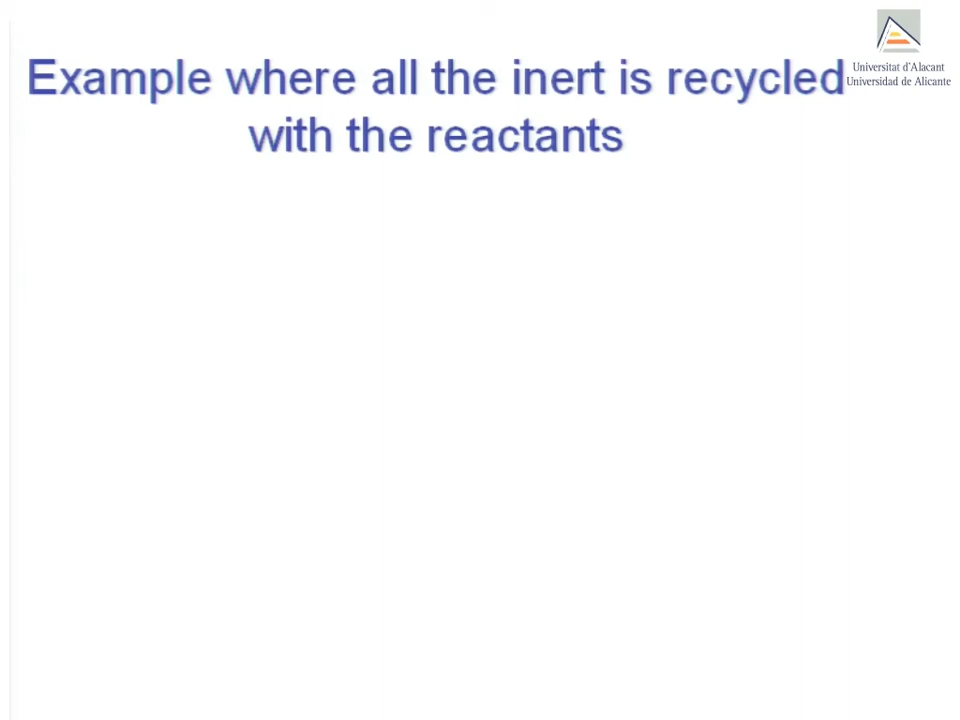 Example where all the inert is recycled
with the reactants
Universitat d'Alacant
Universidad de Alicante